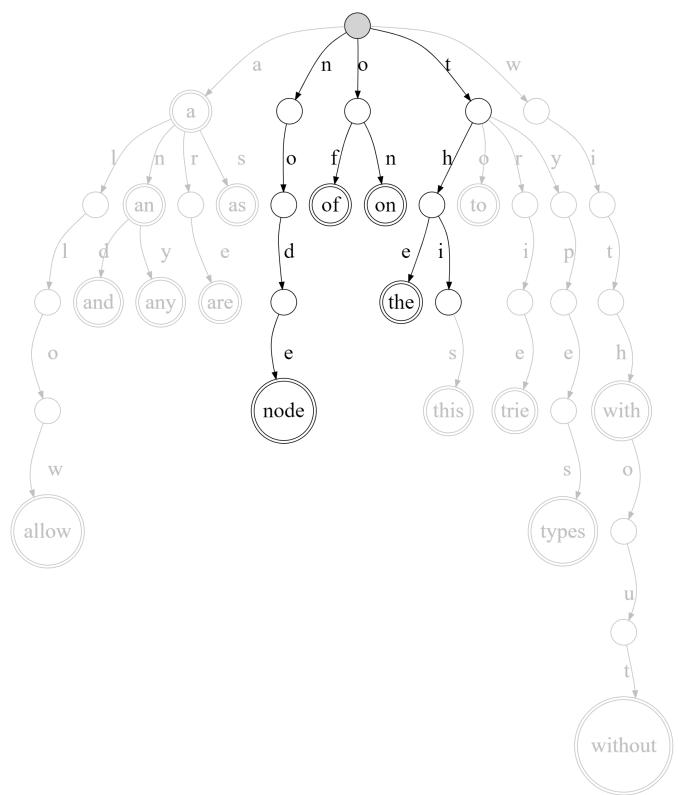 a n o t w
a
l n r s h o r y i
o f n
an as of on to
l d y e d e i i p t
and any are the
o e s e e h
node this trie with
w s o
allow types
u
t
without